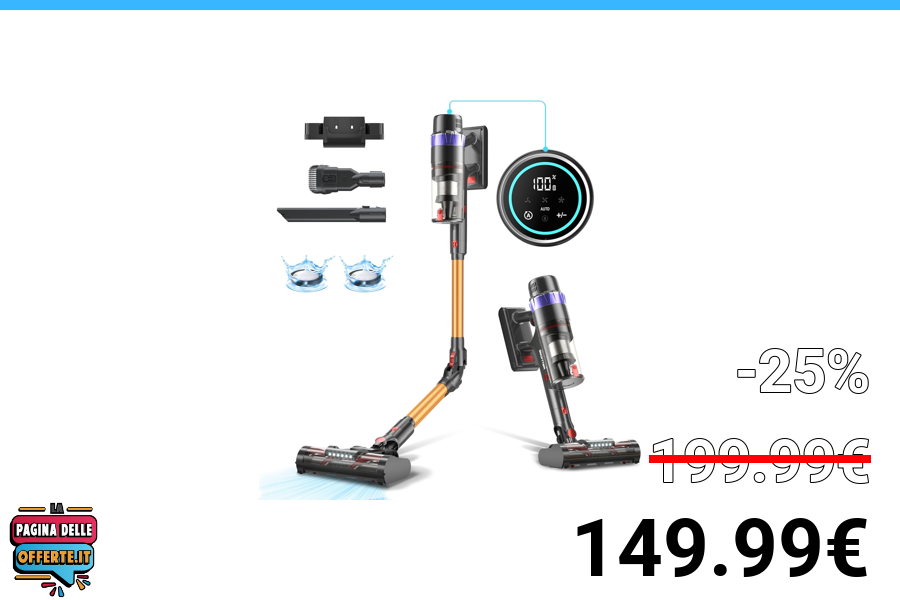 100%
AUTO
A
+/-
-25%
199.99€
149.99€
LA
PAGINA DELLE
OFFERTE.IT